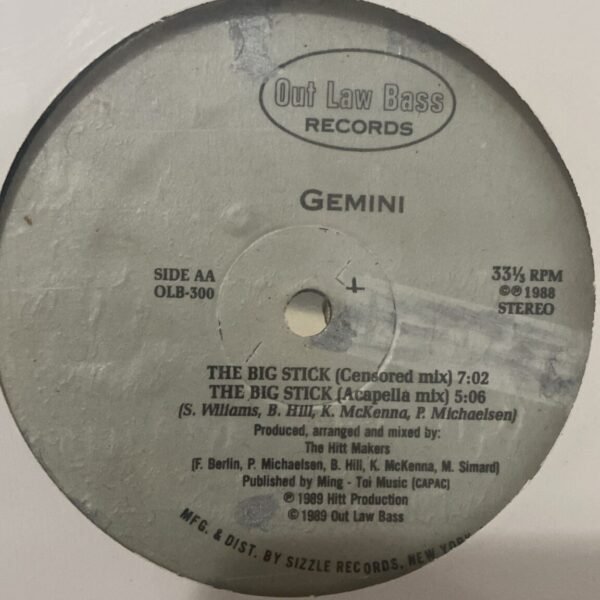 Out Law Bass
RECORDS
GEMINI
SIDE AA
OLB-300
33⅓ RPM
©℗ 1988
STEREO
THE BIG STICK (Censored mix) 7:02
THE BIG STICK (Acapella mix) 5:06
(S. Williams, B. Hill, K. McKenna, P. Michaelsen)
Produced, arranged and mixed by:
The Hitt Makers
(F. Berlin, P. Michaelsen, B. Hill, K. McKenna, M. Simard)
Published by Ming - Toi Music (CAPAC)
℗ 1989 Hitt Production
© 1989 Out Law Bass
MFG. & DIST. BY SIZZLE RECORDS, NEW YORK